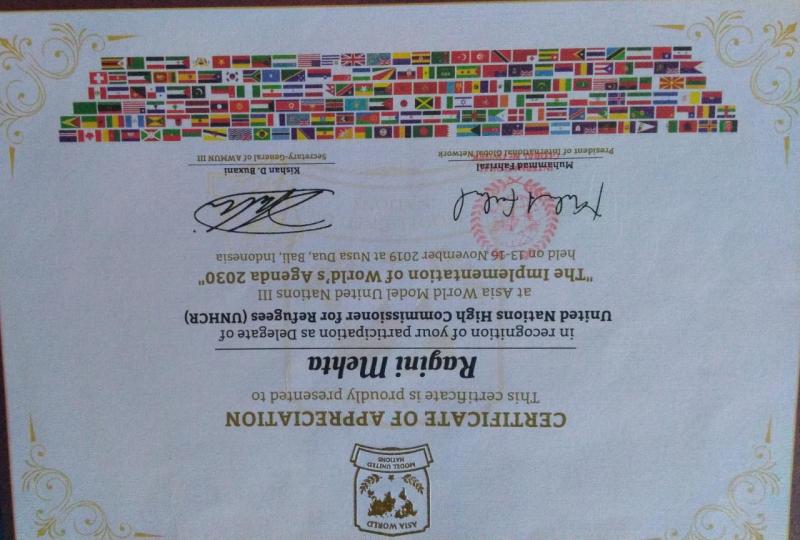 ASIA WORLD
MODEL UNITED
NATIONS
CERTIFICATE OF APPRECIATION
This certificate is proudly presented to
Ragini Mehta
in recognition of your participation as Delegate of
United Nations High Commissioner for Refugees (UNHCR)
at Asia World Model United Nations III
"The Implementation of World's Agenda 2030"
held on 13-16 November 2019 at Nusa Dua, Bali, Indonesia
Muhammad Fahrizal
President of International Global Network
Kishan D. Buxani
Secretary-General of AWMUN III